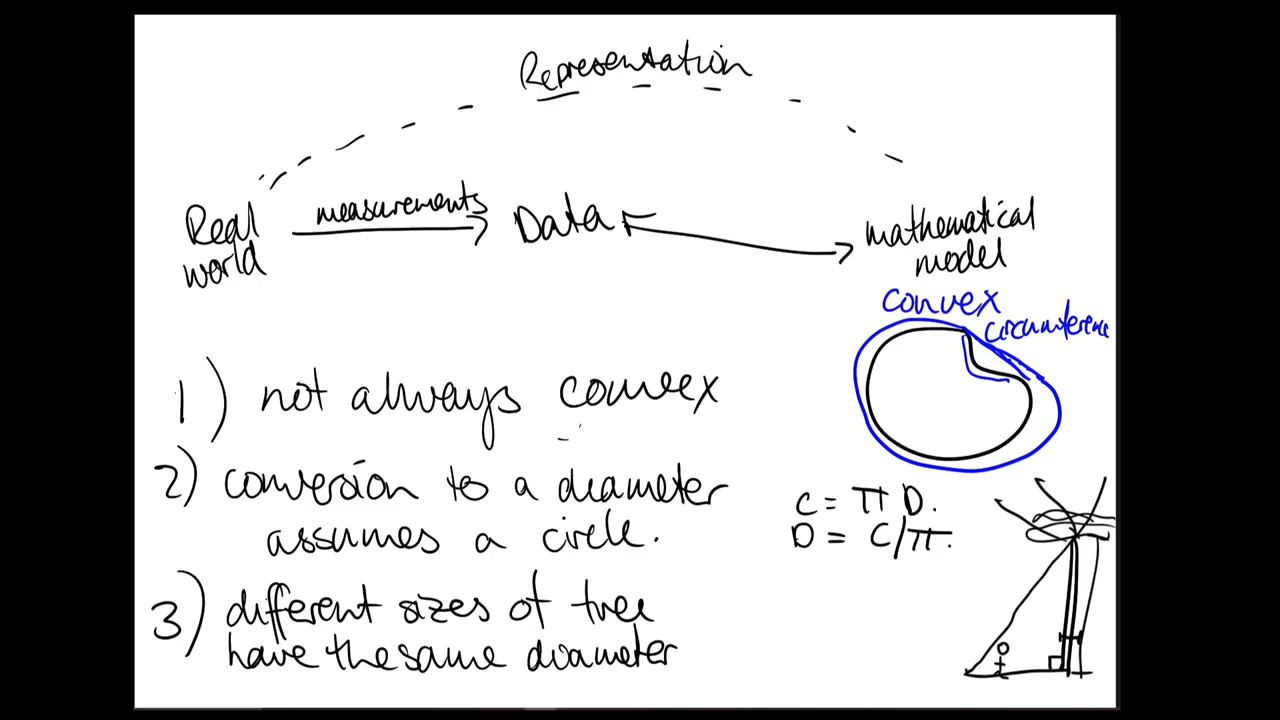 Representation
measurements
Real
world
Data
mathematical
model
convex
circumference
1) not always convex
2) conversion to a diameter
assumes a circle.
C = π D.
D = C/π.
3) different sizes of tree
have the same diameter